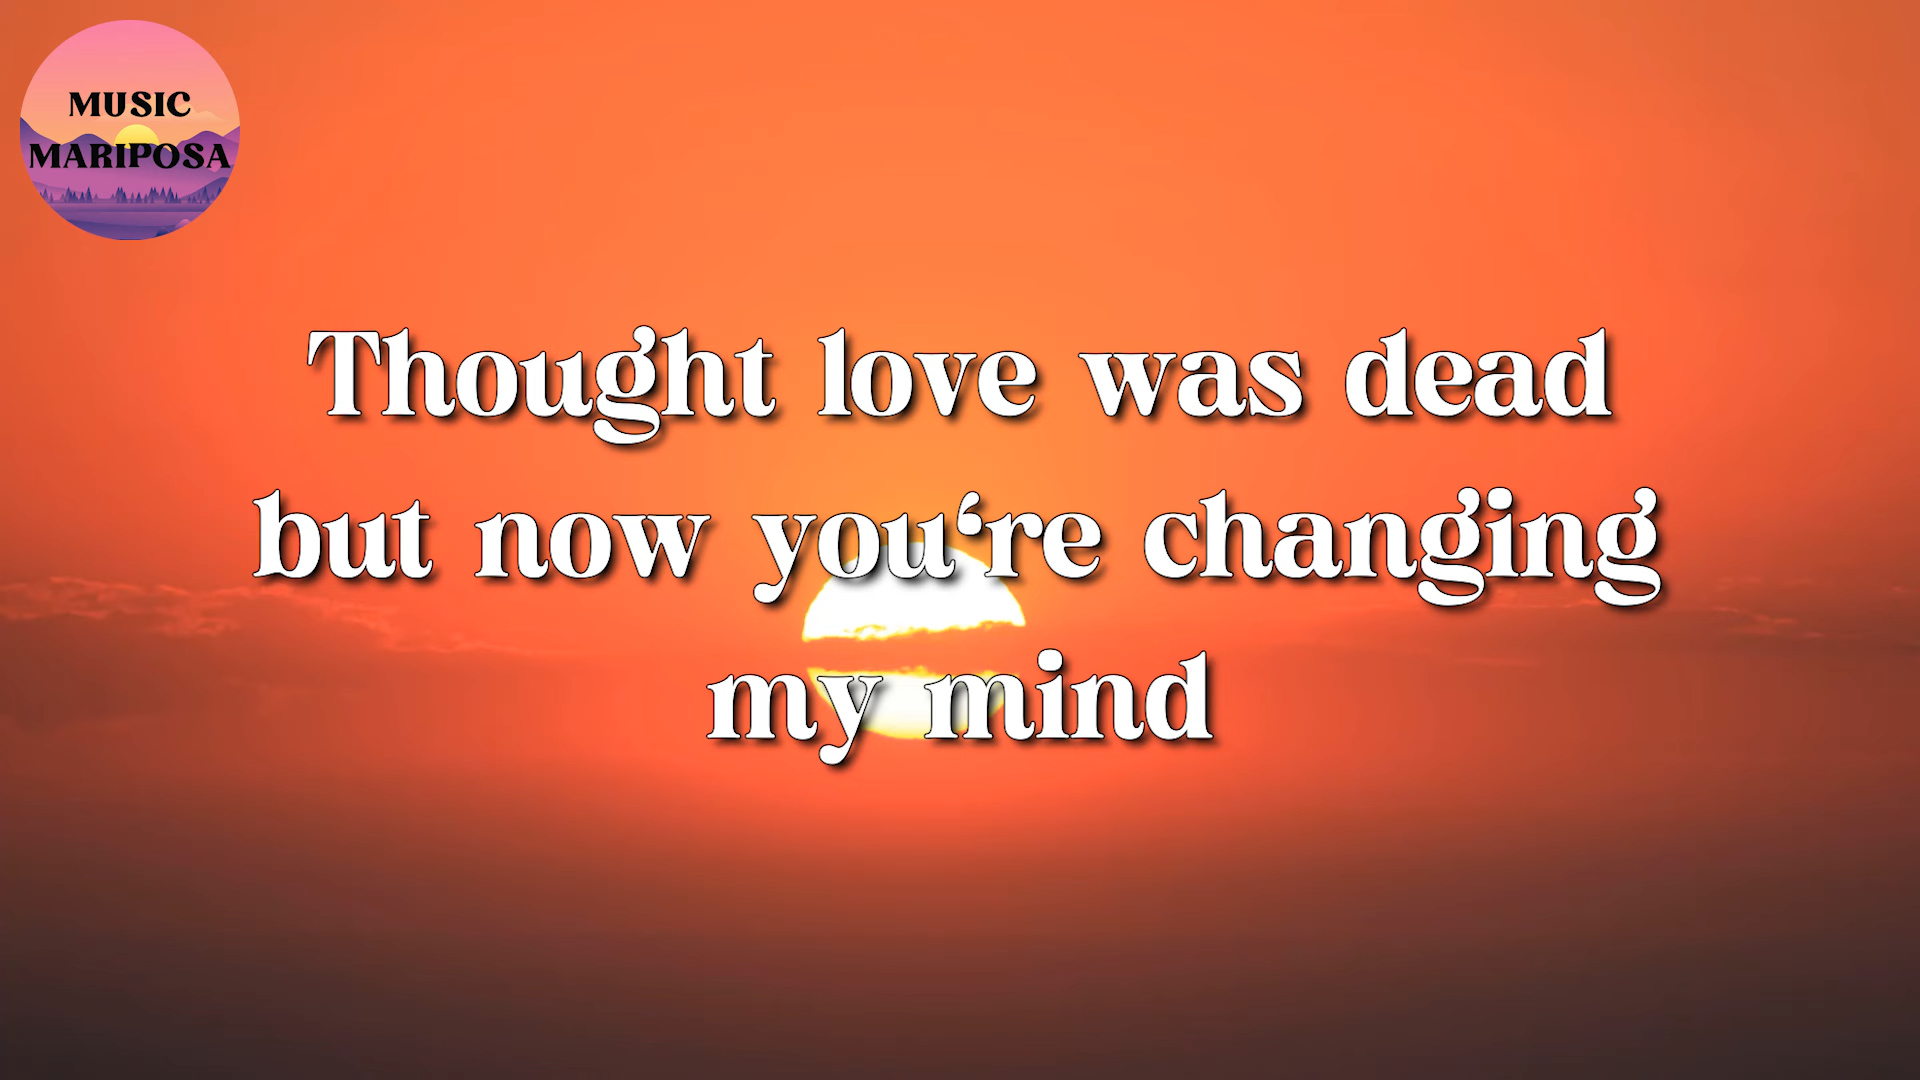 MUSIC
MARIPOSA
Thought love was dead
but now you‘re changing
my mind